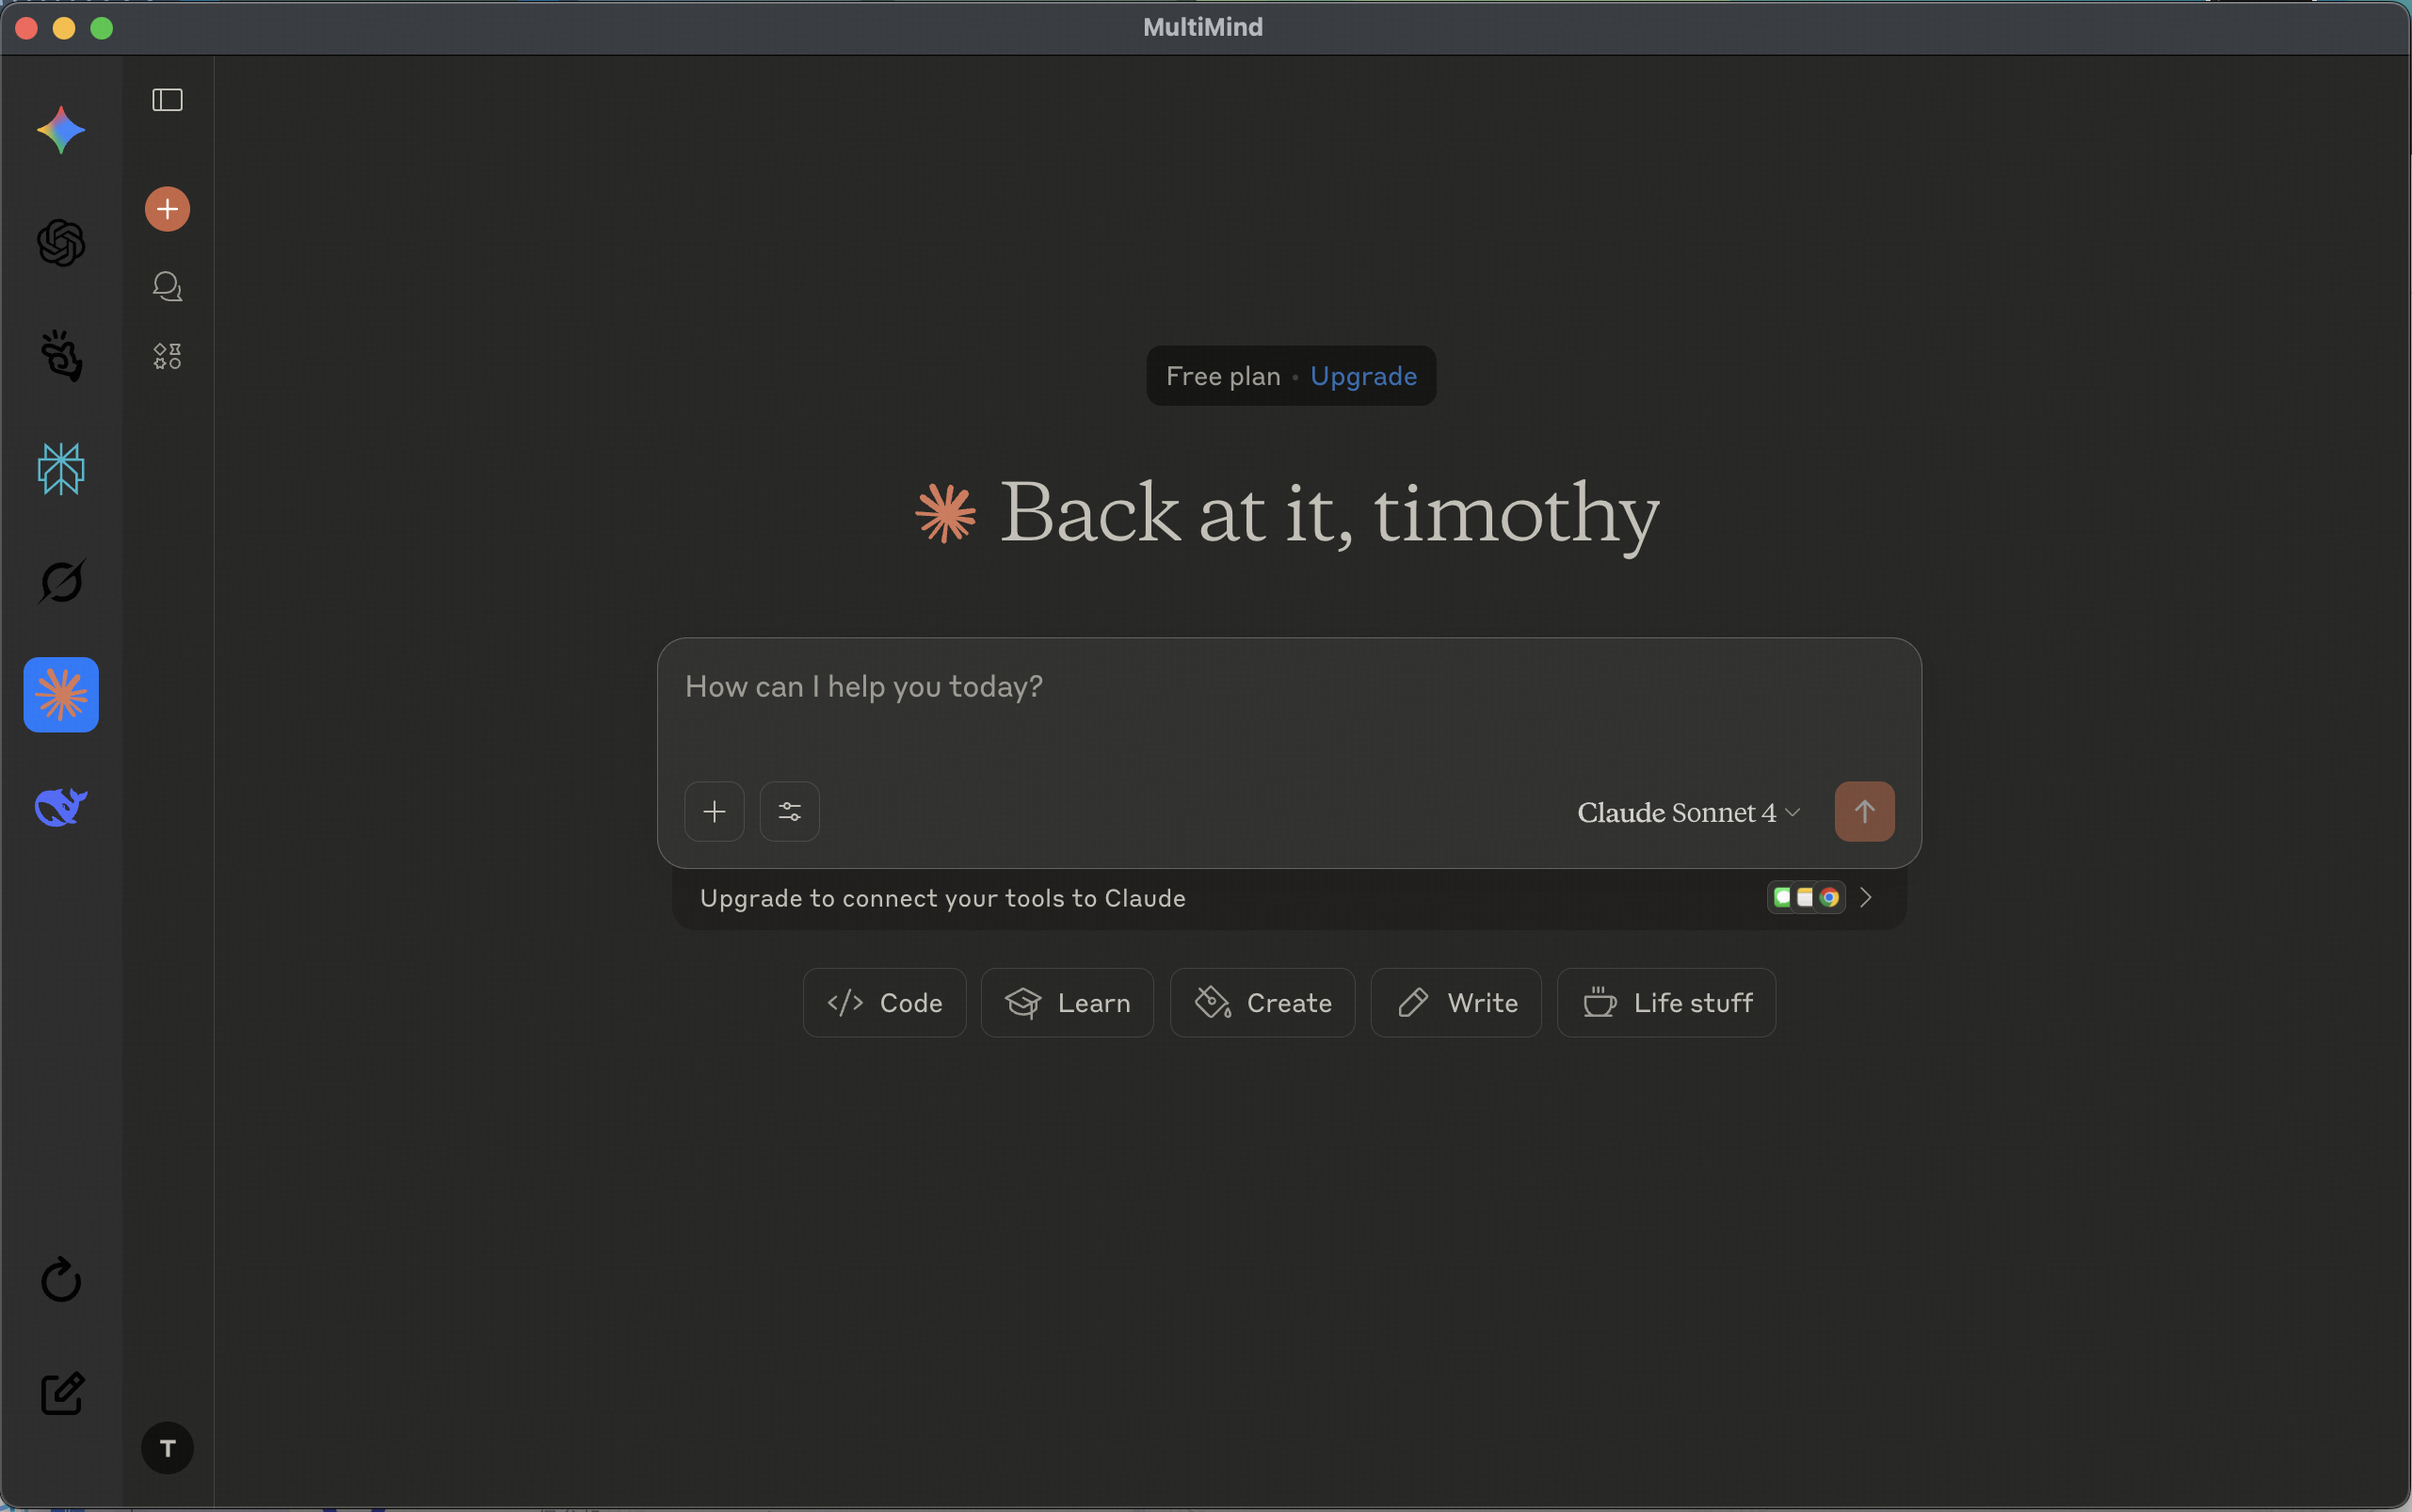 MultiMind
Free plan • Upgrade
Back at it, timothy
How can I help you today?
Claude Sonnet 4
Upgrade to connect your tools to Claude
Code
Learn
Create
Write
Life stuff
T